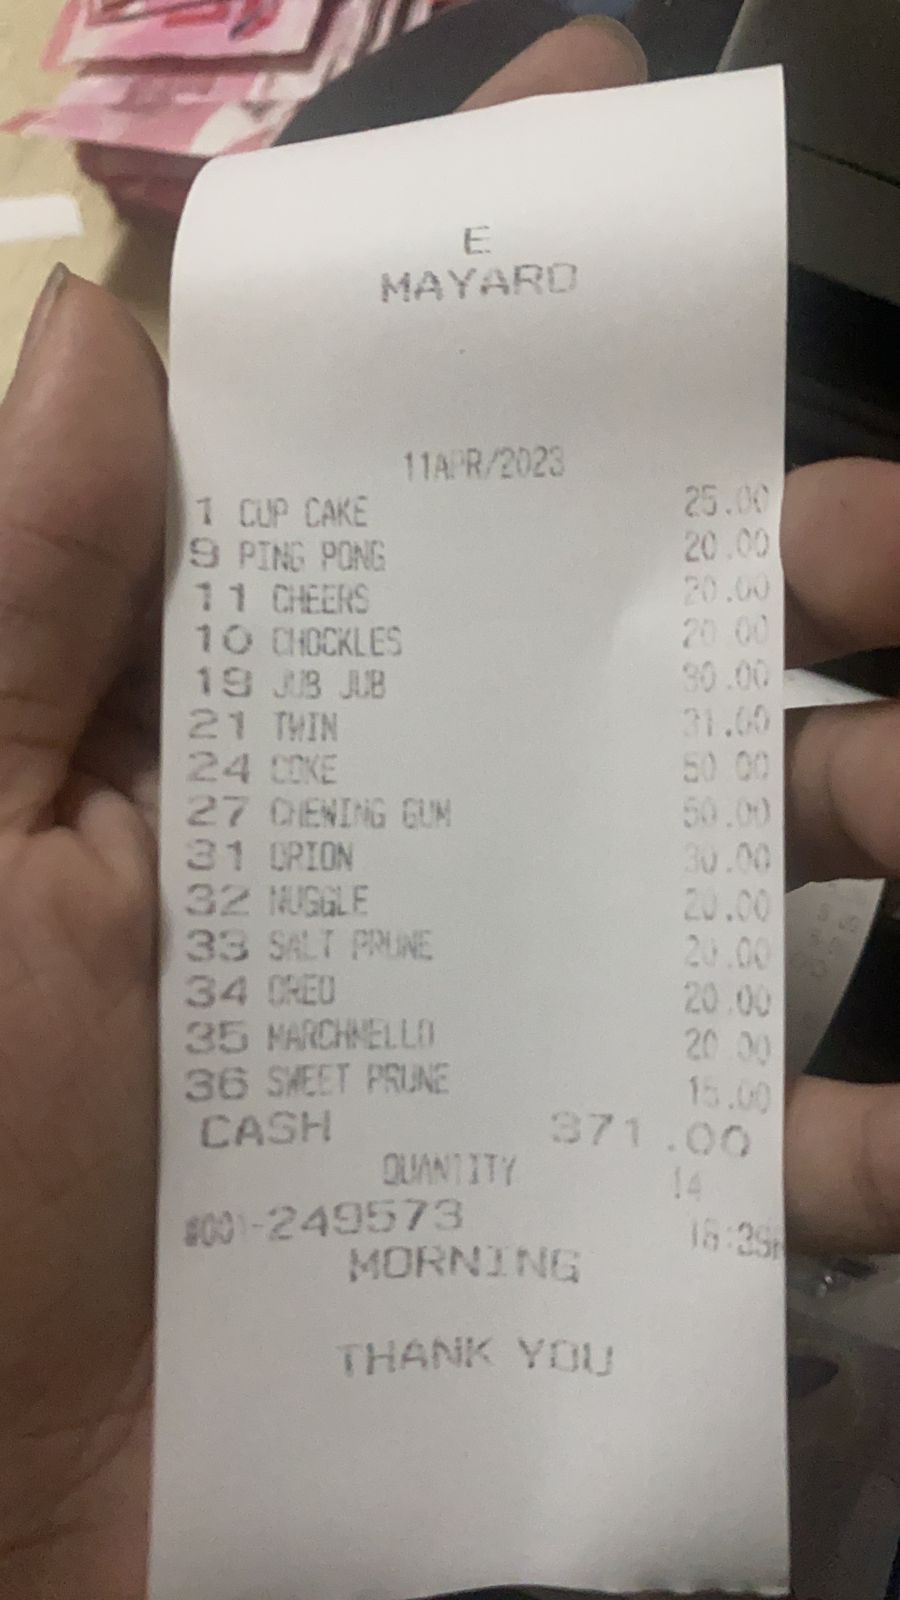 E
MAYARD
11APR/2023
1 CUP CAKE 25.00
9 PING PONG 20.00
11 CHEERS 20.00
10 CHOCKLES 20.00
19 JUB JUB 30.00
21 TWIN 31.00
24 COKE 50.00
27 CHEWING GUM 50.00
31 ORION 30.00
32 NUGGLE 20.00
33 SALT PRUNE 20.00
34 OREO 20.00
35 MARCHMELLO 20.00
36 SWEET PRUNE 15.00
CASH 371.00
QUANTITY 14
#001-249573
MORNING
THANK YOU